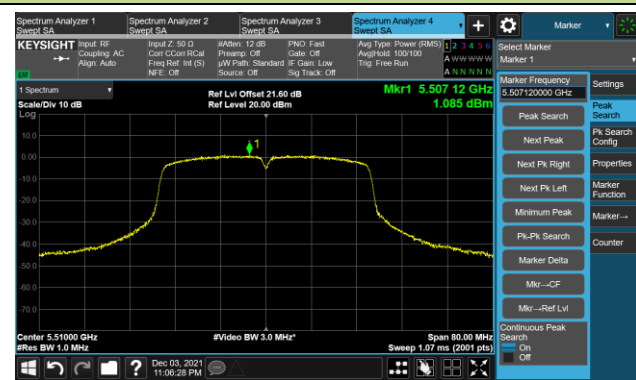 Spectrum Analyzer 1
Swept SA
Spectrum Analyzer 2
Swept SA
Spectrum Analyzer 3
Swept SA
Spectrum Analyzer 4
Swept SA
Marker
KEYSIGHT
Input: RF
Coupling: AC
Align: Auto
Input Z: 50 Ω
Corr CCorr RCal
Freq Ref: Int (S)
NFE: Off
#Atten: 12 dB
Preamp: Off
µW Path: Standard
Source: Off
PNO: Fast
Gate: Off
IF Gain: Low
Sig Track: Off
Avg Type: Power (RMS)
Avg|Hold: 100/100
Trig: Free Run
1 2 3 4 5 6
A W W W W W
A N N N N N
LXI
Select Marker
Marker 1
1 Spectrum
Scale/Div 10 dB
Log
Ref Lvl Offset 21.60 dB
Ref Level 20.00 dBm
Mkr1 5.507 12 GHz
1.085 dBm
1
10.0
0.00
-10.0
-20.0
-30.0
-40.0
-50.0
-60.0
-70.0
Center 5.51000 GHz
#Res BW 1.0 MHz
#Video BW 3.0 MHz*
Span 80.00 MHz
Sweep 1.07 ms (2001 pts)
Marker Frequency
5.507120000 GHz
Peak Search
Next Peak
Next Pk Right
Next Pk Left
Minimum Peak
Pk-Pk Search
Marker Delta
Mkr→CF
Mkr→Ref Lvl
Continuous Peak
Search
On
Off
Settings
Peak
Search
Pk Search
Config
Properties
Marker
Function
Marker→
Counter
Dec 03, 2021
11:06:28 PM